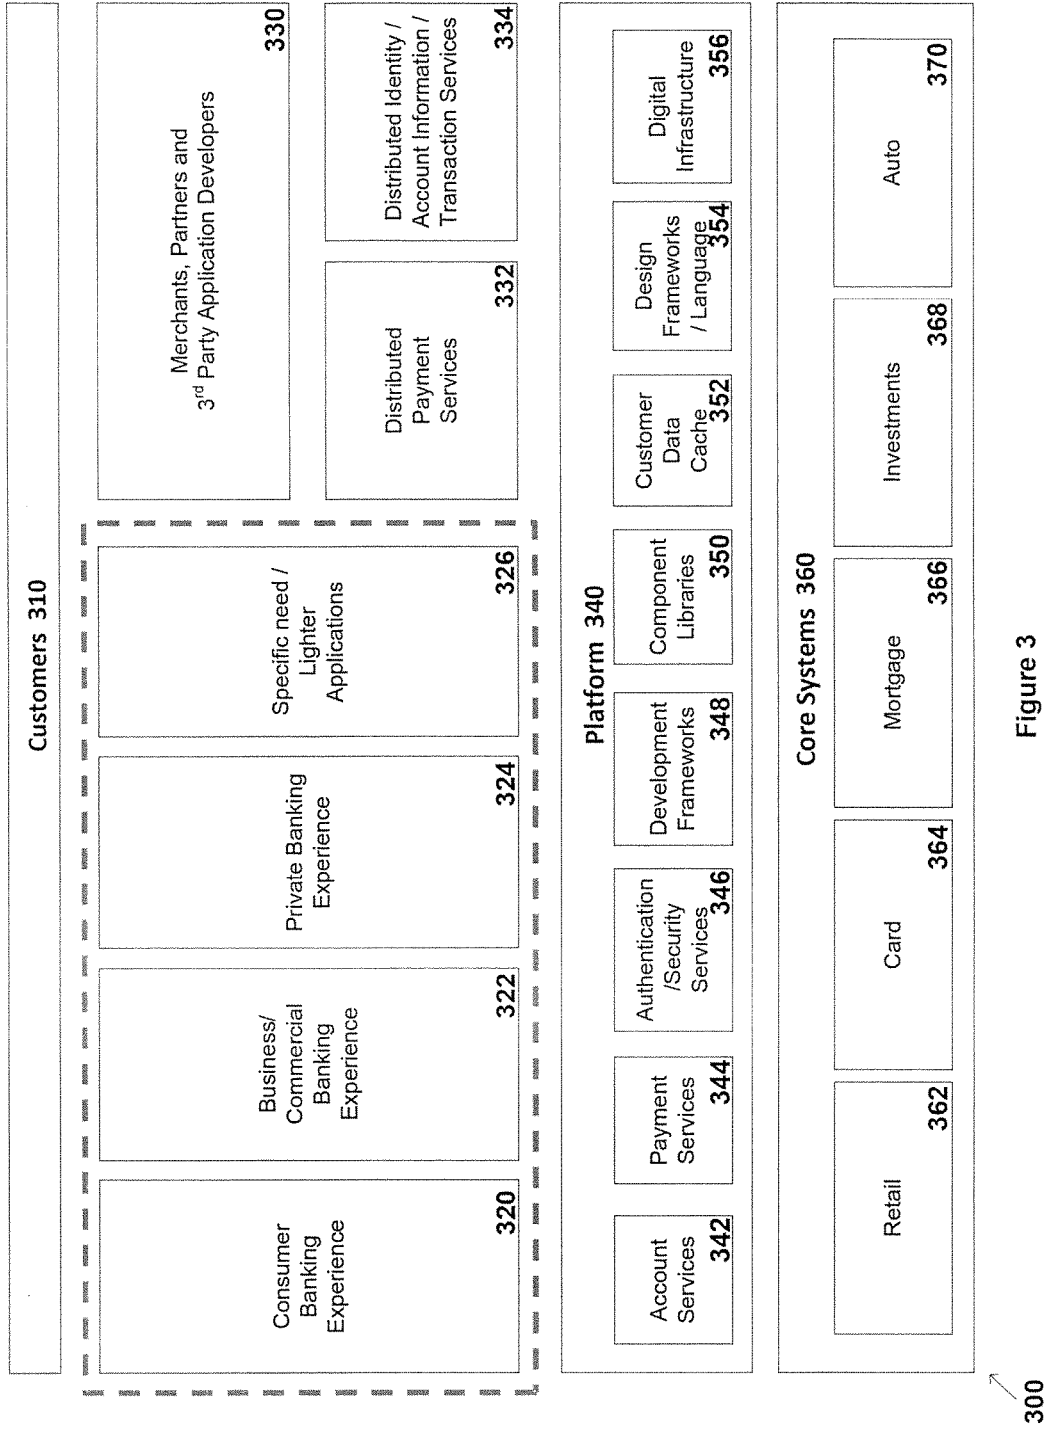 Customers 310
Consumer
Banking
Experience
320
Business/
Commercial
Banking
Experience
322
Private Banking
Experience
324
Specific need /
Lighter
Applications
326
Merchants, Partners and
3rd Party Application Developers
330
Distributed
Payment
Services
332
Distributed Identity /
Account Information /
Transaction Services
334
Platform 340
Account
Services
342
Payment
Services
344
Authentication
/Security
Services
346
Development
Frameworks
348
Component
Libraries
350
Customer
Data
Cache
352
Design
Frameworks
/ Language
354
Digital
Infrastructure
356
Core Systems 360
Retail
362
Card
364
Mortgage
366
Investments
368
Auto
370
300
Figure 3